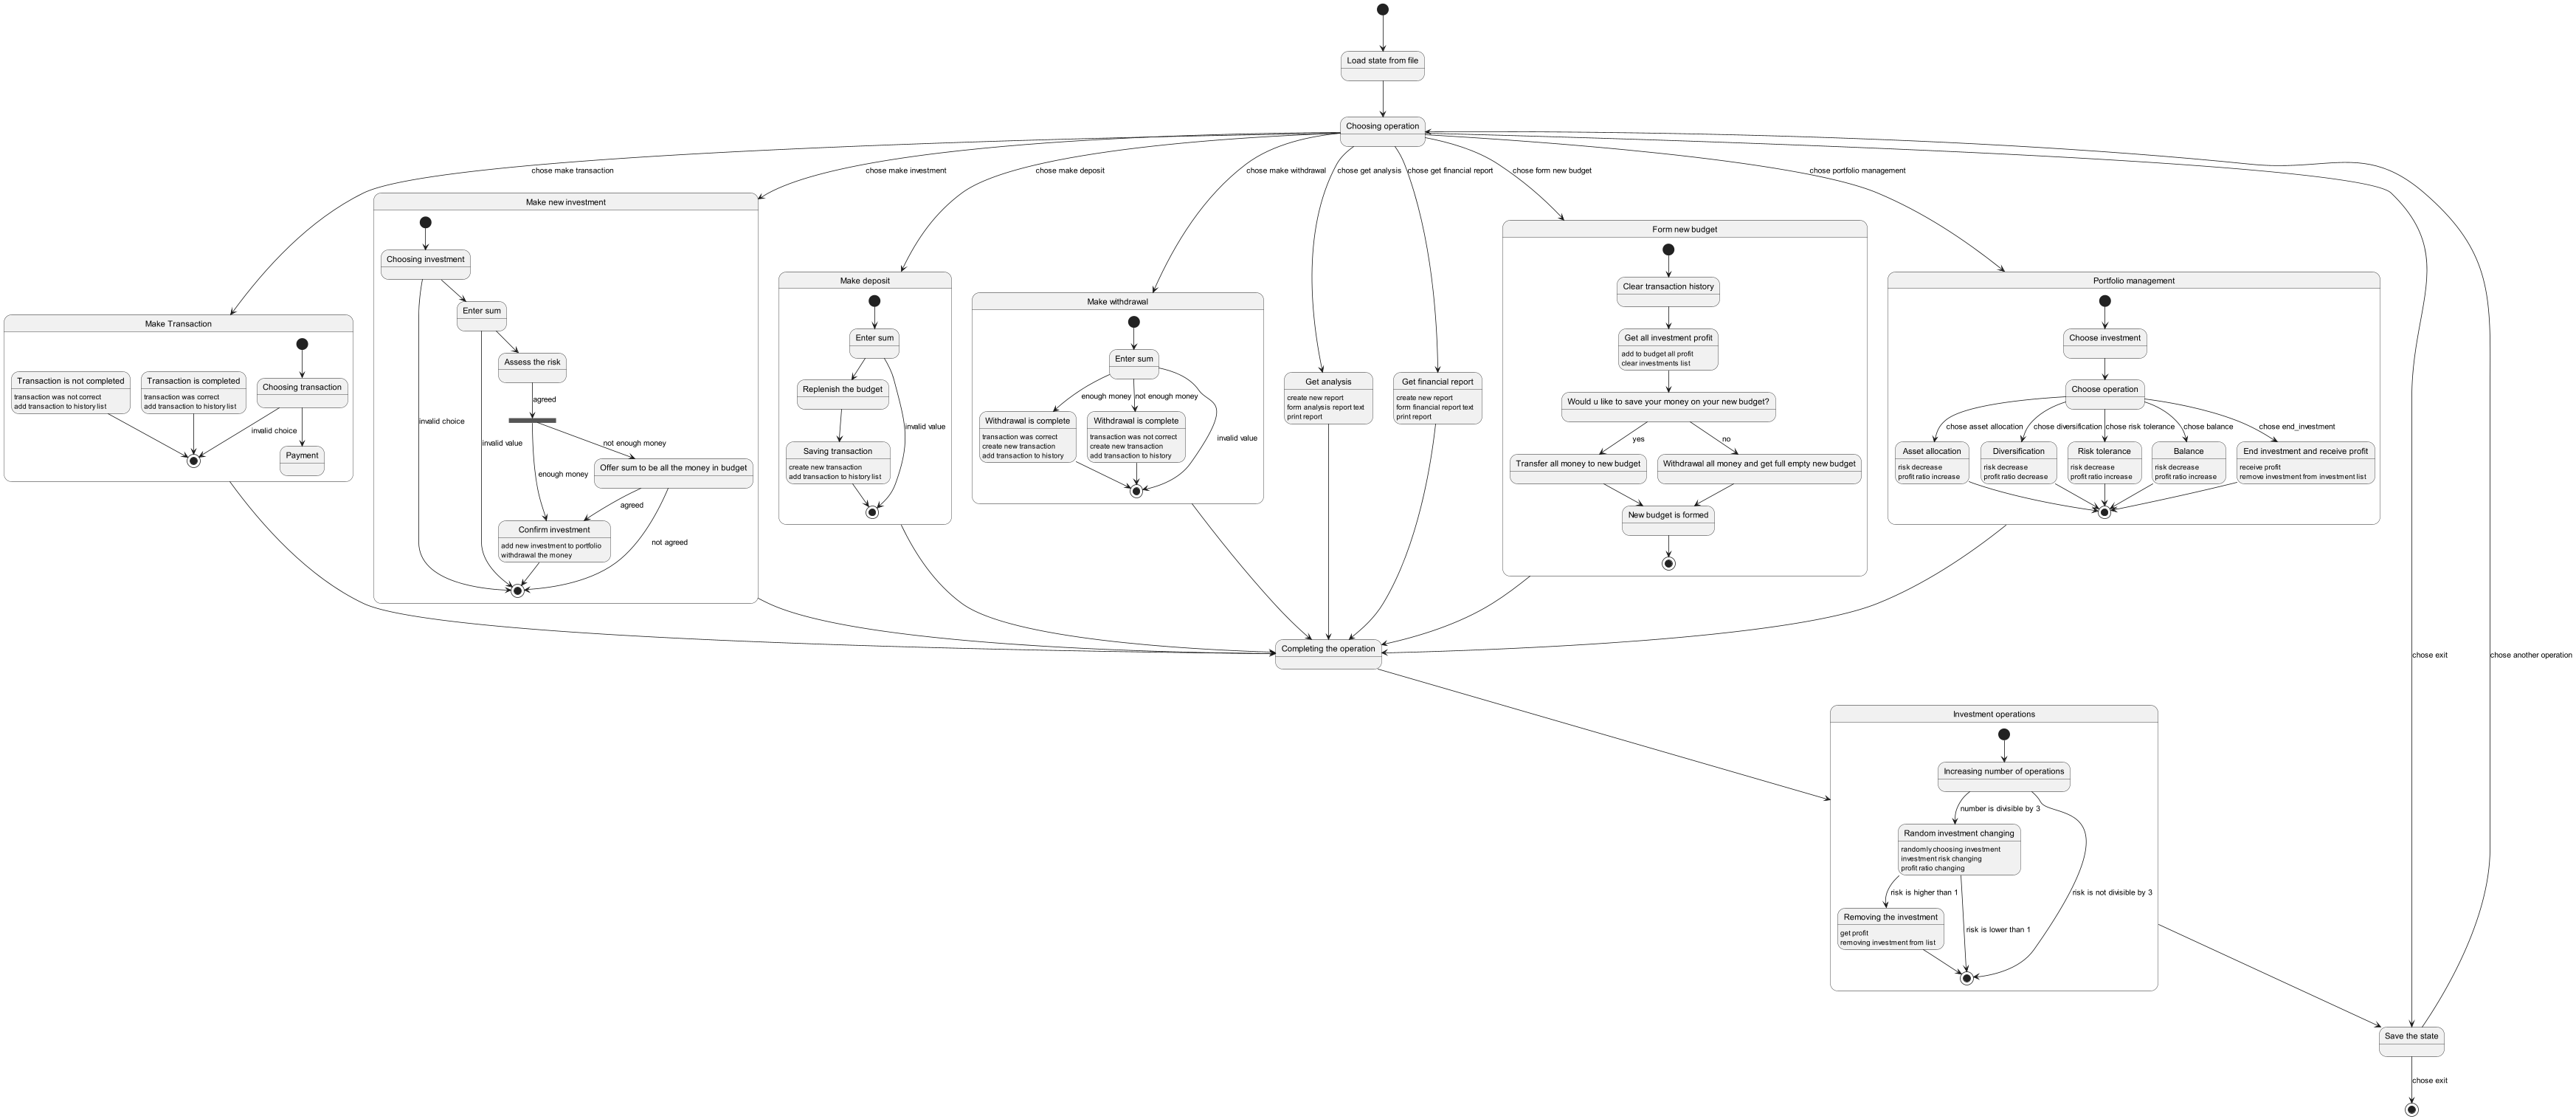 Load state from file
Choosing operation
chose make transaction
chose make investment
chose make deposit
chose make withdrawal
chose get analysis
chose get financial report
chose form new budget
chose portfolio management
Make Transaction
Transaction is not completed
transaction was not correct
add transaction to history list
Transaction is completed
transaction was correct
add transaction to history list
Choosing transaction
invalid choice
Payment
Make new investment
Choosing investment
Enter sum
Assess the risk
agreed
invalid choice
invalid value
not enough money
Offer sum to be all the money in budget
enough money
agreed
Confirm investment
add new investment to portfolio
withdrawal the money
not agreed
Make deposit
Enter sum
Replenish the budget
invalid value
Saving transaction
create new transaction
add transaction to history list
Make withdrawal
Enter sum
enough money
not enough money
Withdrawal is complete
transaction was correct
create new transaction
add transaction to history
Withdrawal is complete
transaction was not correct
create new transaction
add transaction to history
invalid value
Get analysis
create new report
form analysis report text
print report
Get financial report
create new report
form financial report text
print report
Form new budget
Clear transaction history
Get all investment profit
add to budget all profit
clear investments list
Would u like to save your money on your new budget?
yes
no
Transfer all money to new budget
Withdrawal all money and get full empty new budget
New budget is formed
Portfolio management
Choose investment
Choose operation
chose asset allocation
chose diversification
chose risk tolerance
chose balance
chose end_investment
Asset allocation
risk decrease
profit ratio increase
Diversification
risk decrease
profit ratio decrease
Risk tolerance
risk decrease
profit ratio increase
Balance
risk decrease
profit ratio increase
End investment and receive profit
receive profit
remove investment from investment list
Completing the operation
chose exit
chose another operation
Investment operations
Increasing number of operations
number is divisible by 3
Random investment changing
randomly choosing investment
investment risk changing
profit ratio changing
risk is higher than 1
risk is not divisible by 3
Removing the investment
get profit
removing investment from list
risk is lower than 1
Save the state
chose exit